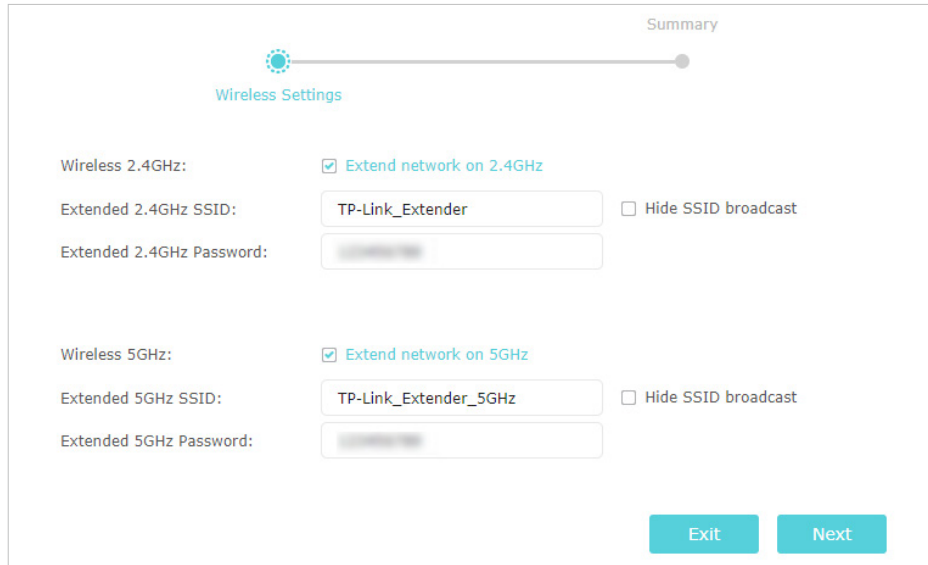 Summary
Wireless Settings
Wireless 2.4GHz: Extend network on 2.4GHz
Extended 2.4GHz SSID: TP-Link_Extender Hide SSID broadcast
Extended 2.4GHz Password:
Wireless 5GHz: Extend network on 5GHz
Extended 5GHz SSID: TP-Link_Extender_5GHz Hide SSID broadcast
Extended 5GHz Password:
Exit Next